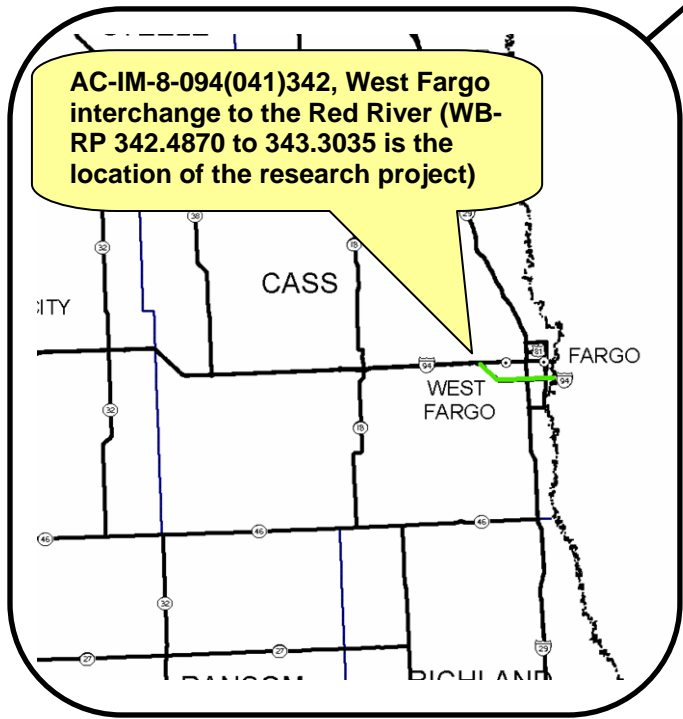 AC-IM-8-094(041)342, West Fargo
interchange to the Red River (WB-
RP 342.4870 to 343.3035 is the
location of the research project)
38
29
32
18
CASS
CITY
81
FARGO
94
94
WEST
FARGO
32
18
46
46
46
32
27
27
29
RANSOM
RICHLAND